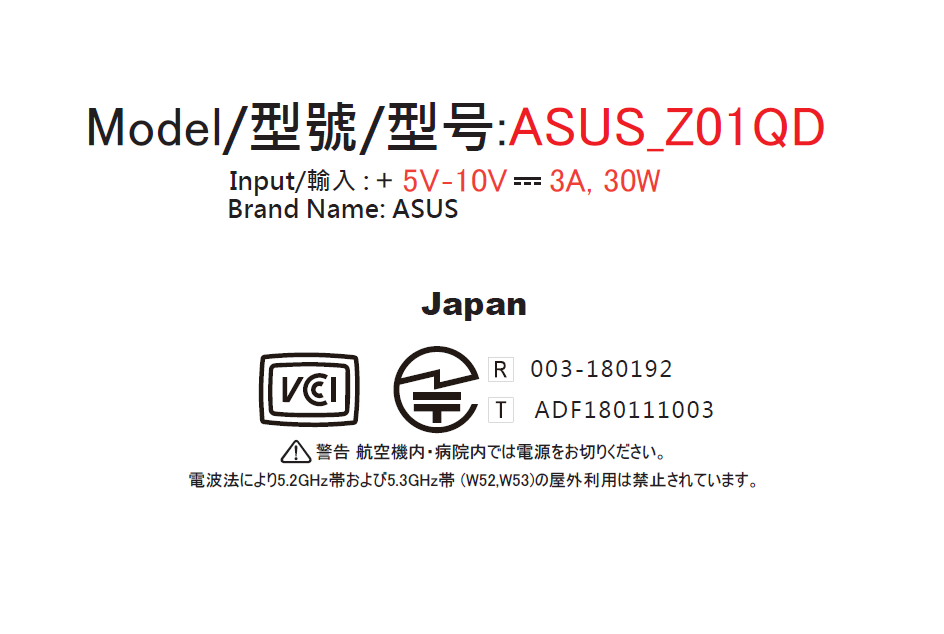 Model/型號/型号:ASUS_Z01QD
Input/輸入 : + 5V-10V ⎓ 3A, 30W
Brand Name: ASUS
Japan
VCCI
R 003-180192
T ADF180111003
警告 航空機内・病院内では電源をお切りください。
電波法により5.2GHz帯および5.3GHz帯 (W52,W53)の屋外利用は禁止されています。